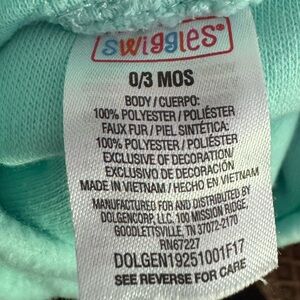 swiggles®
0/3 MOS
BODY / CUERPO:
100% POLYESTER / POLIÉSTER
FAUX FUR / PIEL SINTÉTICA:
100% POLYESTER / POLIÉSTER
EXCLUSIVE OF DECORATION/
EXCLUSIVO DE DECORACIÓN
MADE IN VIETNAM / HECHO EN VIETNAM
MANUFACTURED FOR AND DISTRIBUTED BY
DOLGENCORP, LLC. 100 MISSION RIDGE,
GOODLETTSVILLE, TN 37072-2170
RN67227
DOLGEN19251001F17
SEE REVERSE FOR CARE